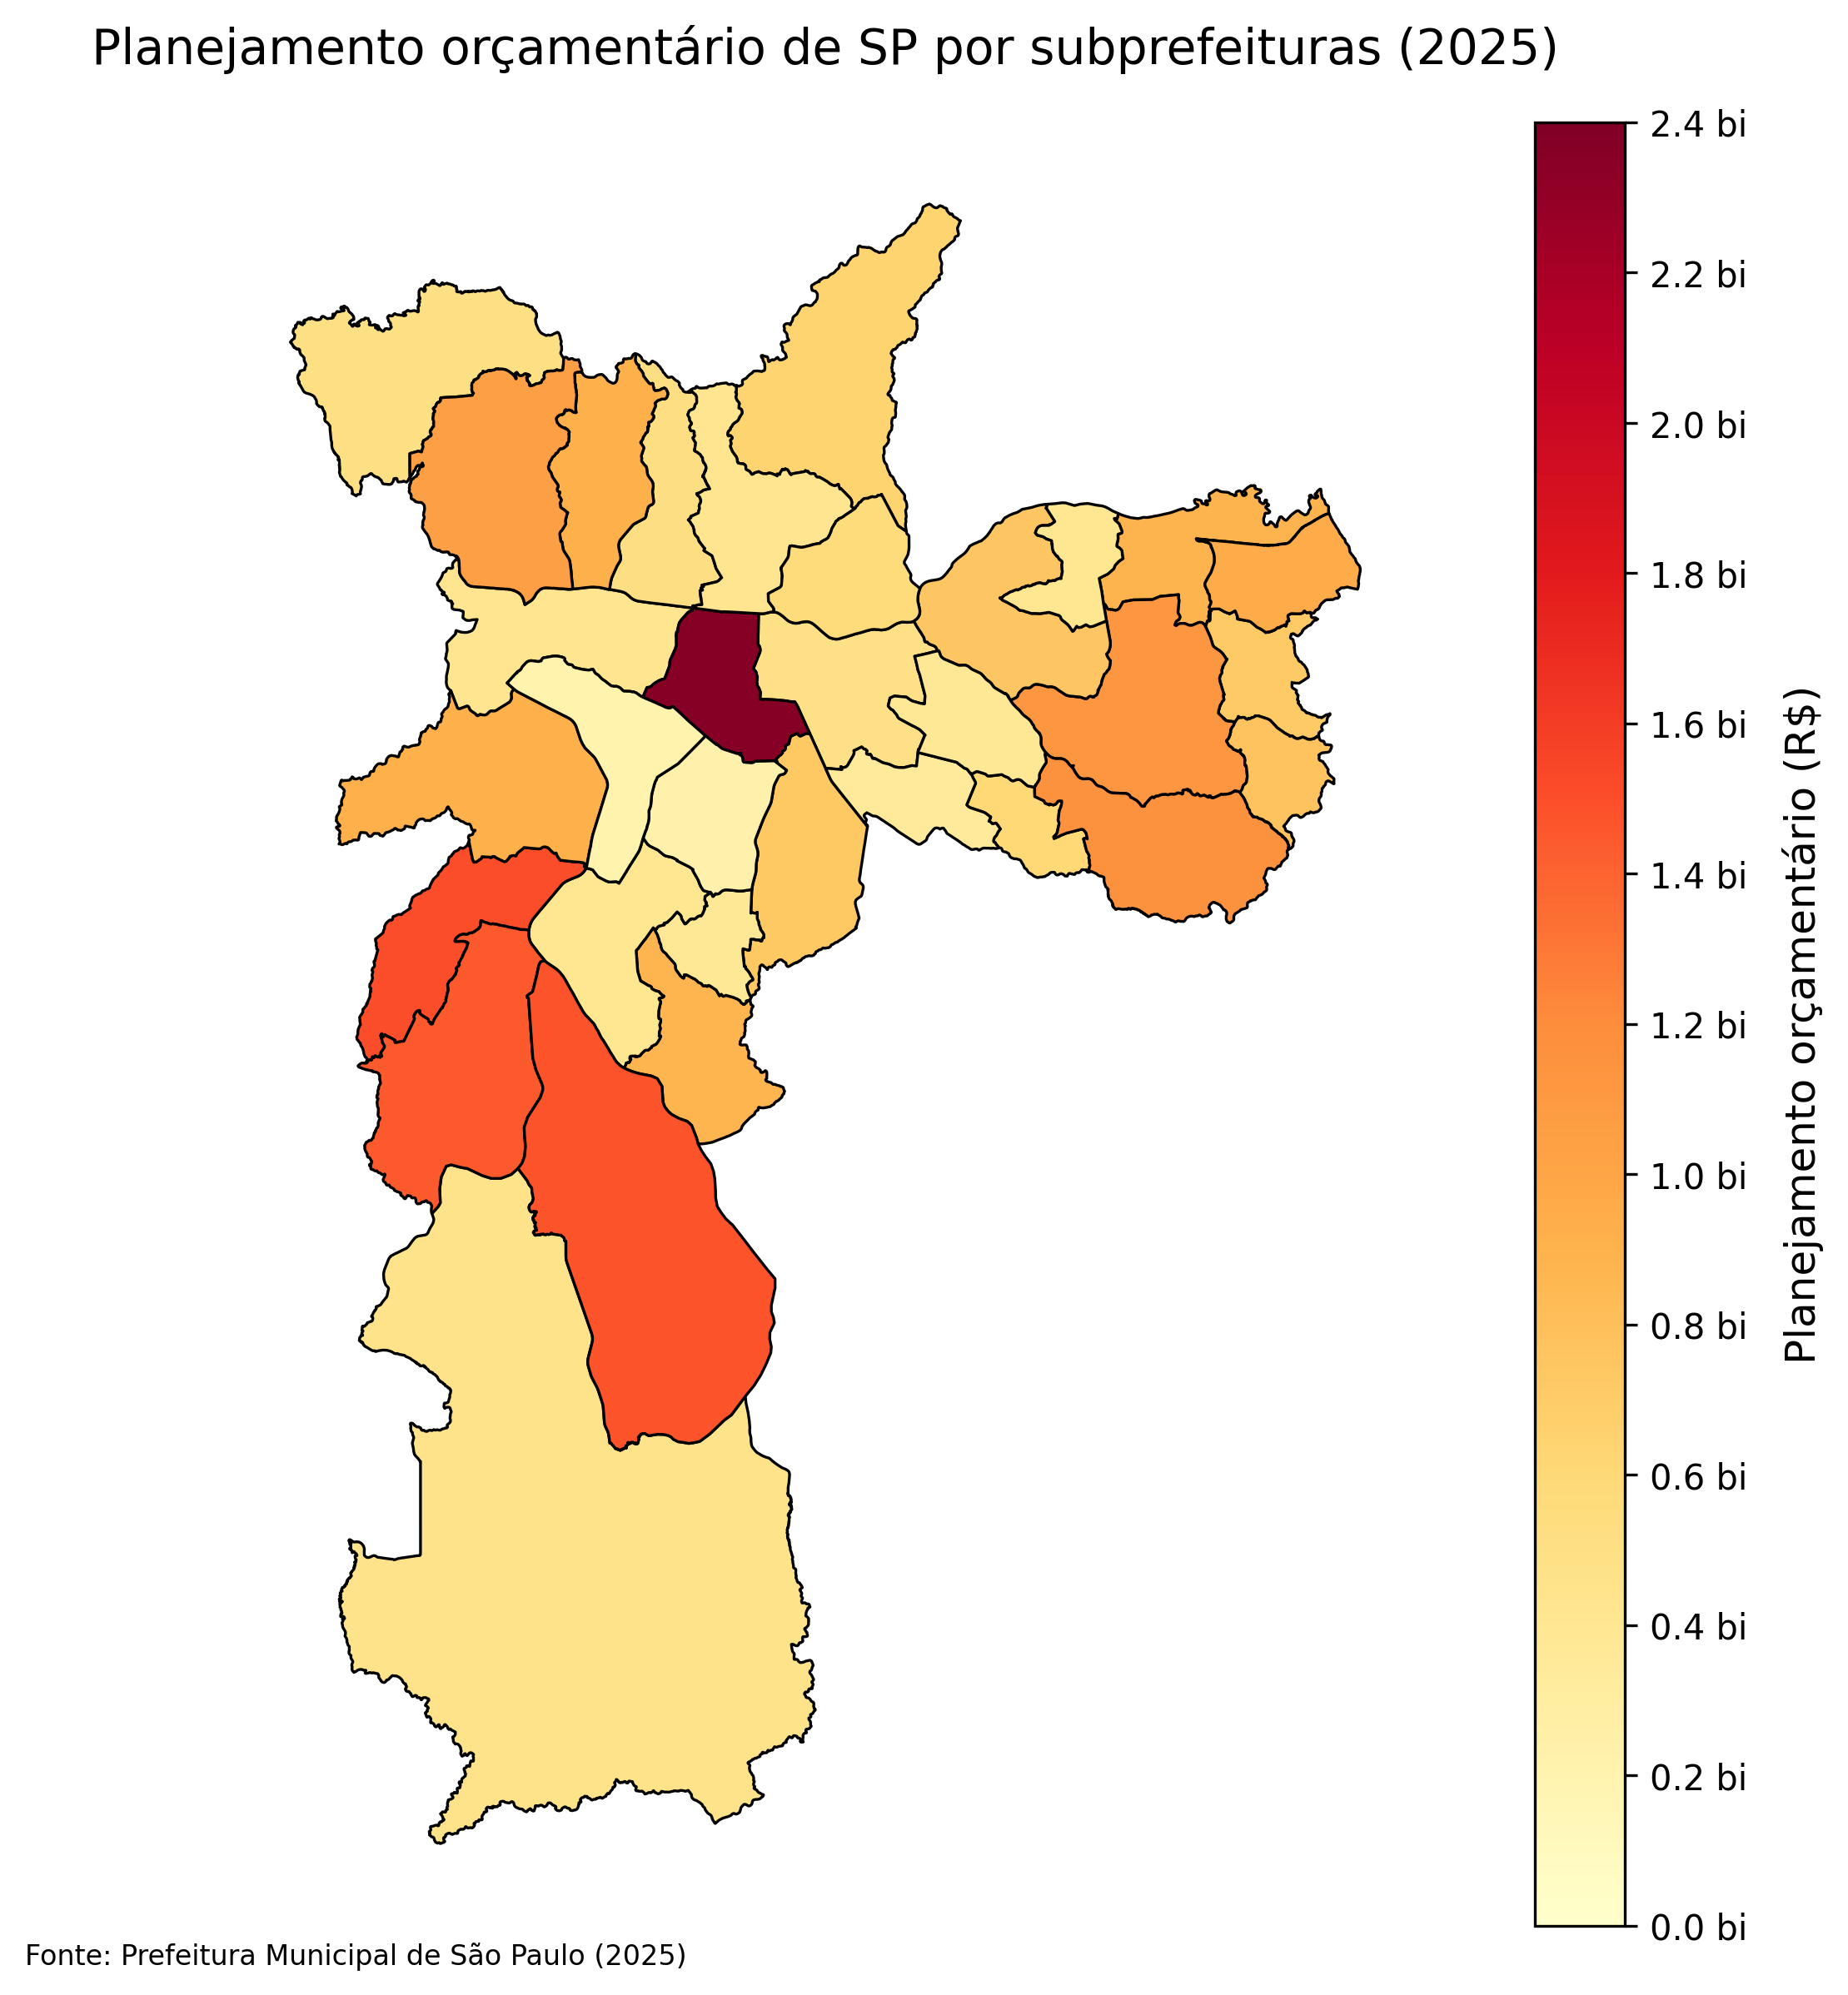 Planejamento orçamentário de SP por subprefeituras (2025)
2.4 bi
2.2 bi
2.0 bi
1.8 bi
1.6 bi
1.4 bi
1.2 bi
1.0 bi
0.8 bi
0.6 bi
0.4 bi
0.2 bi
0.0 bi
Planejamento orçamentário (R$)
Fonte: Prefeitura Municipal de São Paulo (2025)